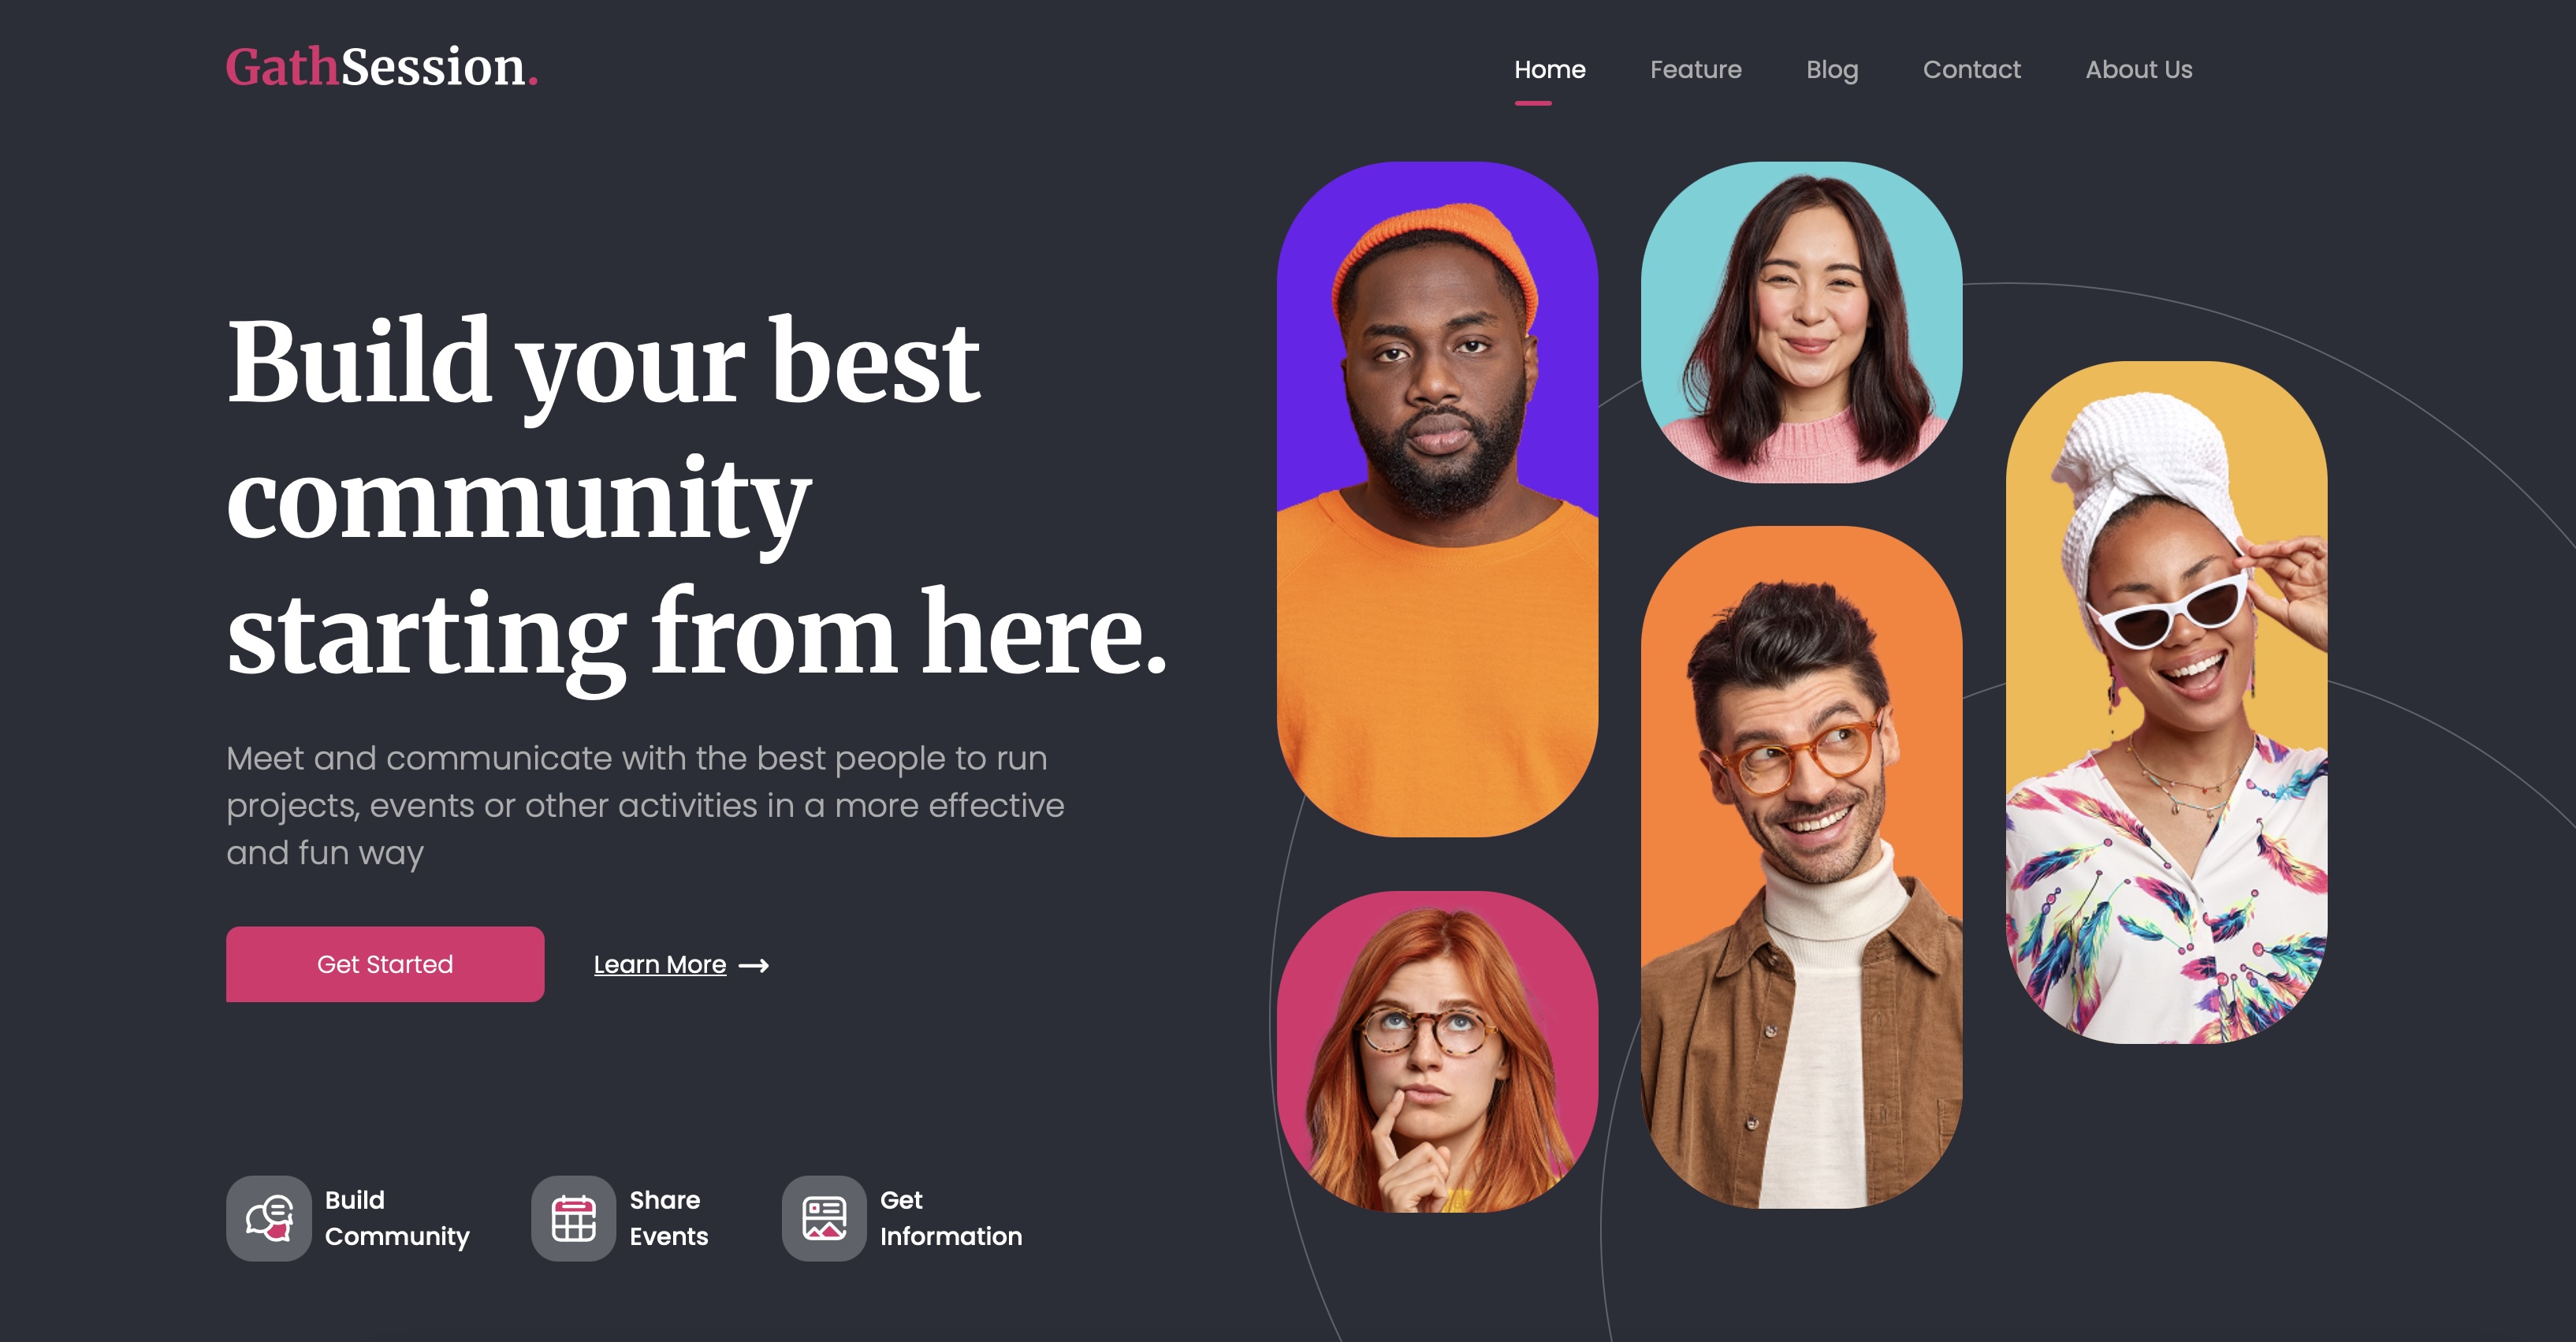 GathSession.
Home Feature Blog Contact About Us
Build your best
community
starting from here.
Meet and communicate with the best people to run
projects, events or other activities in a more effective
and fun way
Get Started
Learn More
Build
Community
Share
Events
Get
Information